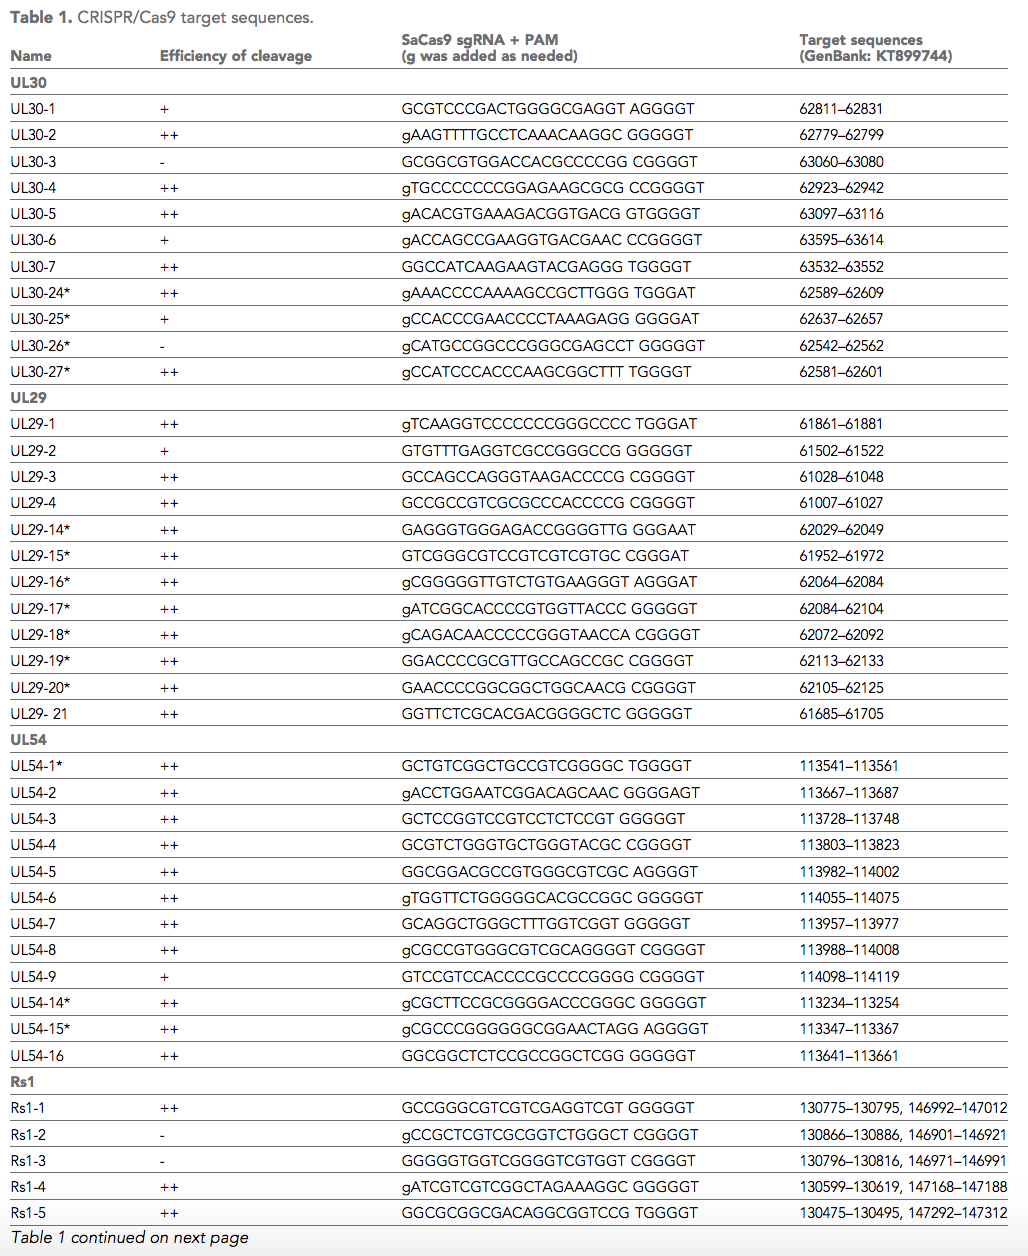 Table 1. CRISPR/Cas9 target sequences.
Name Efficiency of cleavage SaCas9 sgRNA + PAM (g was added as needed) Target sequences (GenBank: KT899744)
UL30
UL30-1 + GCGTCCCGACTGGGGCGAGGT AGGGGT 62811–62831
UL30-2 ++ gAAGTTTTGCCTCAAACAAGGC GGGGGT 62779–62799
UL30-3 - GCGGCGTGGACCACGCCCCGG CGGGGT 63060–63080
UL30-4 ++ gTGCCCCCCCGGAGAAGCGCG CCGGGGT 62923–62942
UL30-5 ++ gACACGTGAAAGACGGTGACG GTGGGGT 63097–63116
UL30-6 + gACCAGCCGAAGGTGACGAAC CCGGGGT 63595–63614
UL30-7 ++ GGCCATCAAGAAGTACGAGGG TGGGGT 63532–63552
UL30-24* ++ gAAACCCCAAAAGCCGCTTGGG TGGGAT 62589–62609
UL30-25* + gCCACCCGAACCCCTAAAGAGG GGGGAT 62637–62657
UL30-26* - gCATGCCGGCCCGGGCGAGCCT GGGGGT 62542–62562
UL30-27* ++ gCCATCCCACCCAAGCGGCTTT TGGGGT 62581–62601
UL29
UL29-1 ++ gTCAAGGTCCCCCCCGGGCCCC TGGGAT 61861–61881
UL29-2 + GTGTTTGAGGTCGCCGGGCCG GGGGGT 61502–61522
UL29-3 ++ GCCAGCCAGGGTAAGACCCCG CGGGGT 61028–61048
UL29-4 ++ GCCGCCGTCGCGCCCACCCCG CGGGGT 61007–61027
UL29-14* ++ GAGGGTGGGAGACCGGGGTTG GGGAAT 62029–62049
UL29-15* ++ GTCGGGCGTCCGTCGTCGTGC CGGGAT 61952–61972
UL29-16* ++ gCGGGGGTTGTCTGTGAAGGGT AGGGAT 62064–62084
UL29-17* ++ gATCGGCACCCCGTGGTTACCC GGGGGT 62084–62104
UL29-18* ++ gCAGACAACCCCCGGGTAACCA CGGGGT 62072–62092
UL29-19* ++ GGACCCCGCGTTGCCAGCCGC CGGGGT 62113–62133
UL29-20* ++ GAACCCCGGCGGCTGGCAACG CGGGGT 62105–62125
UL29- 21 ++ GGTTCTCGCACGACGGGGCTC GGGGGT 61685–61705
UL54
UL54-1* ++ GCTGTCGGCTGCCGTCGGGGC TGGGGT 113541–113561
UL54-2 ++ gACCTGGAATCGGACAGCAAC GGGGAGT 113667–113687
UL54-3 ++ GCTCCGGTCCGTCCTCTCCGT GGGGGT 113728–113748
UL54-4 ++ GCGTCTGGGTGCTGGGTACGC CGGGGT 113803–113823
UL54-5 ++ GGCGGACGCCGTGGGCGTCGC AGGGGT 113982–114002
UL54-6 ++ gTGGTTCTGGGGGCACGCCGGC GGGGGT 114055–114075
UL54-7 ++ GCAGGCTGGGCTTTGGTCGGT GGGGGT 113957–113977
UL54-8 ++ gCGCCGTGGGCGTCGCAGGGGT CGGGGT 113988–114008
UL54-9 + GTCCGTCCACCCCGCCCCGGGG CGGGGT 114098–114119
UL54-14* ++ gCGCTTCCGCGGGGACCCGGGC GGGGGT 113234–113254
UL54-15* ++ gCGCCCGGGGGGCGGAACTAGG AGGGGT 113347–113367
UL54-16 ++ GGCGGCTCTCCGCCGGCTCGG GGGGGT 113641–113661
Rs1
Rs1-1 ++ GCCGGGCGTCGTCGAGGTCGT GGGGGT 130775–130795, 146992–147012
Rs1-2 - gCCGCTCGTCGCGGTCTGGGCT CGGGGT 130866–130886, 146901–146921
Rs1-3 - GGGGGTGGTCGGGGTCGTGGT CGGGGT 130796–130816, 146971–146991
Rs1-4 ++ gATCGTCGTCGGCTAGAAAGGC GGGGGT 130599–130619, 147168–147188
Rs1-5 ++ GGCGCGGCGACAGGCGGTCCG TGGGGT 130475–130495, 147292–147312
Table 1 continued on next page